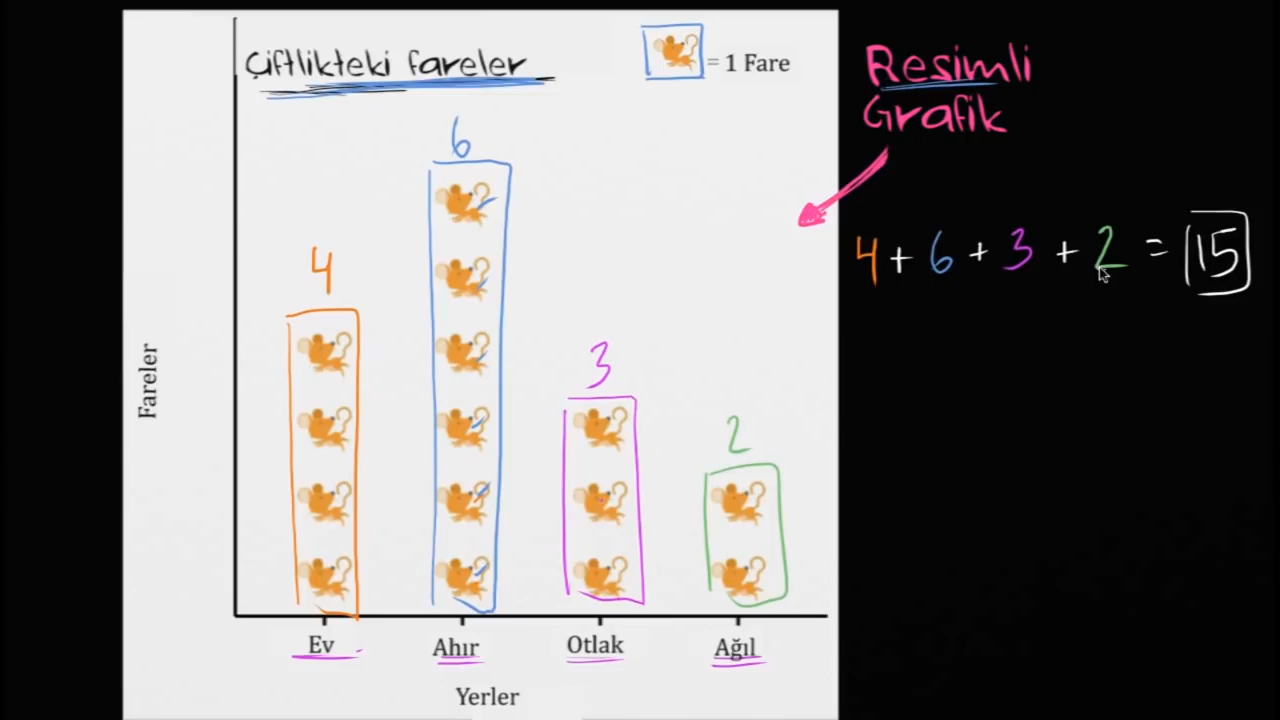 Çiftlikteki fareler
= 1 Fare
Resimli
Grafik
6
4
4 + 6 + 3 + 2 = 15
3
2
Fareler
Ev Ahır Otlak Ağıl
Yerler